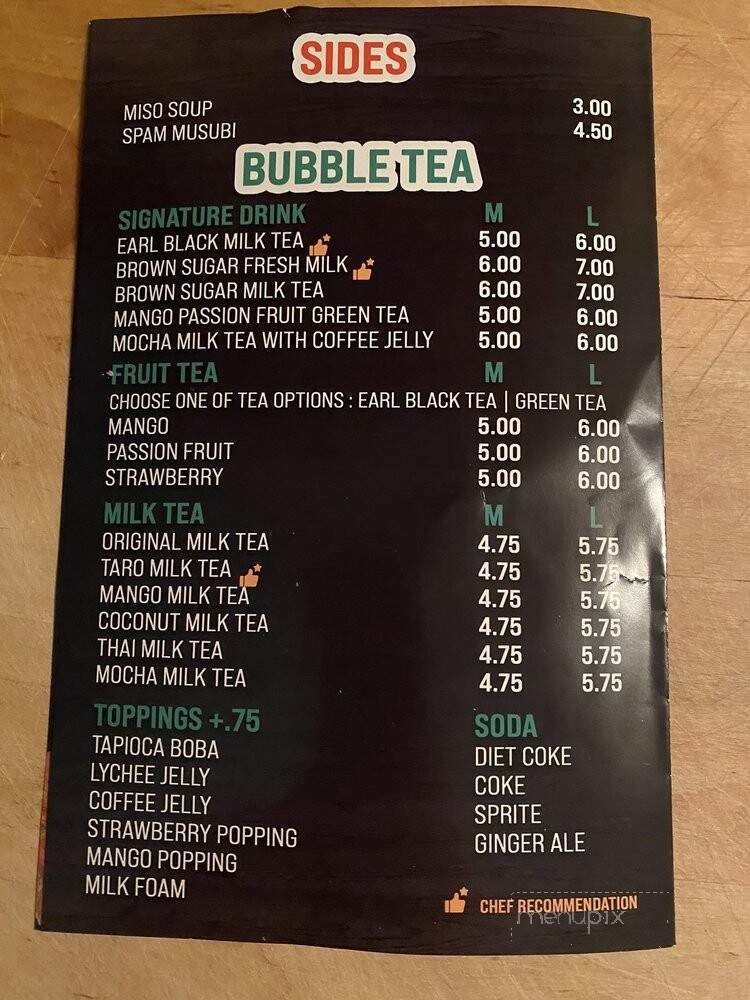 SIDES
MISO SOUP 3.00
SPAM MUSUBI 4.50
BUBBLE TEA
SIGNATURE DRINK M L
EARL BLACK MILK TEA 5.00 6.00
BROWN SUGAR FRESH MILK 6.00 7.00
BROWN SUGAR MILK TEA 6.00 7.00
MANGO PASSION FRUIT GREEN TEA 5.00 6.00
MOCHA MILK TEA WITH COFFEE JELLY 5.00 6.00
FRUIT TEA M L
CHOOSE ONE OF TEA OPTIONS : EARL BLACK TEA | GREEN TEA
MANGO 5.00 6.00
PASSION FRUIT 5.00 6.00
STRAWBERRY 5.00 6.00
MILK TEA M L
ORIGINAL MILK TEA 4.75 5.75
TARO MILK TEA 4.75 5.75
MANGO MILK TEA 4.75 5.75
COCONUT MILK TEA 4.75 5.75
THAI MILK TEA 4.75 5.75
MOCHA MILK TEA 4.75 5.75
TOPPINGS +.75
TAPIOCA BOBA
LYCHEE JELLY
COFFEE JELLY
STRAWBERRY POPPING
MANGO POPPING
MILK FOAM
SODA
DIET COKE
COKE
SPRITE
GINGER ALE
CHEF RECOMMENDATION
menupix